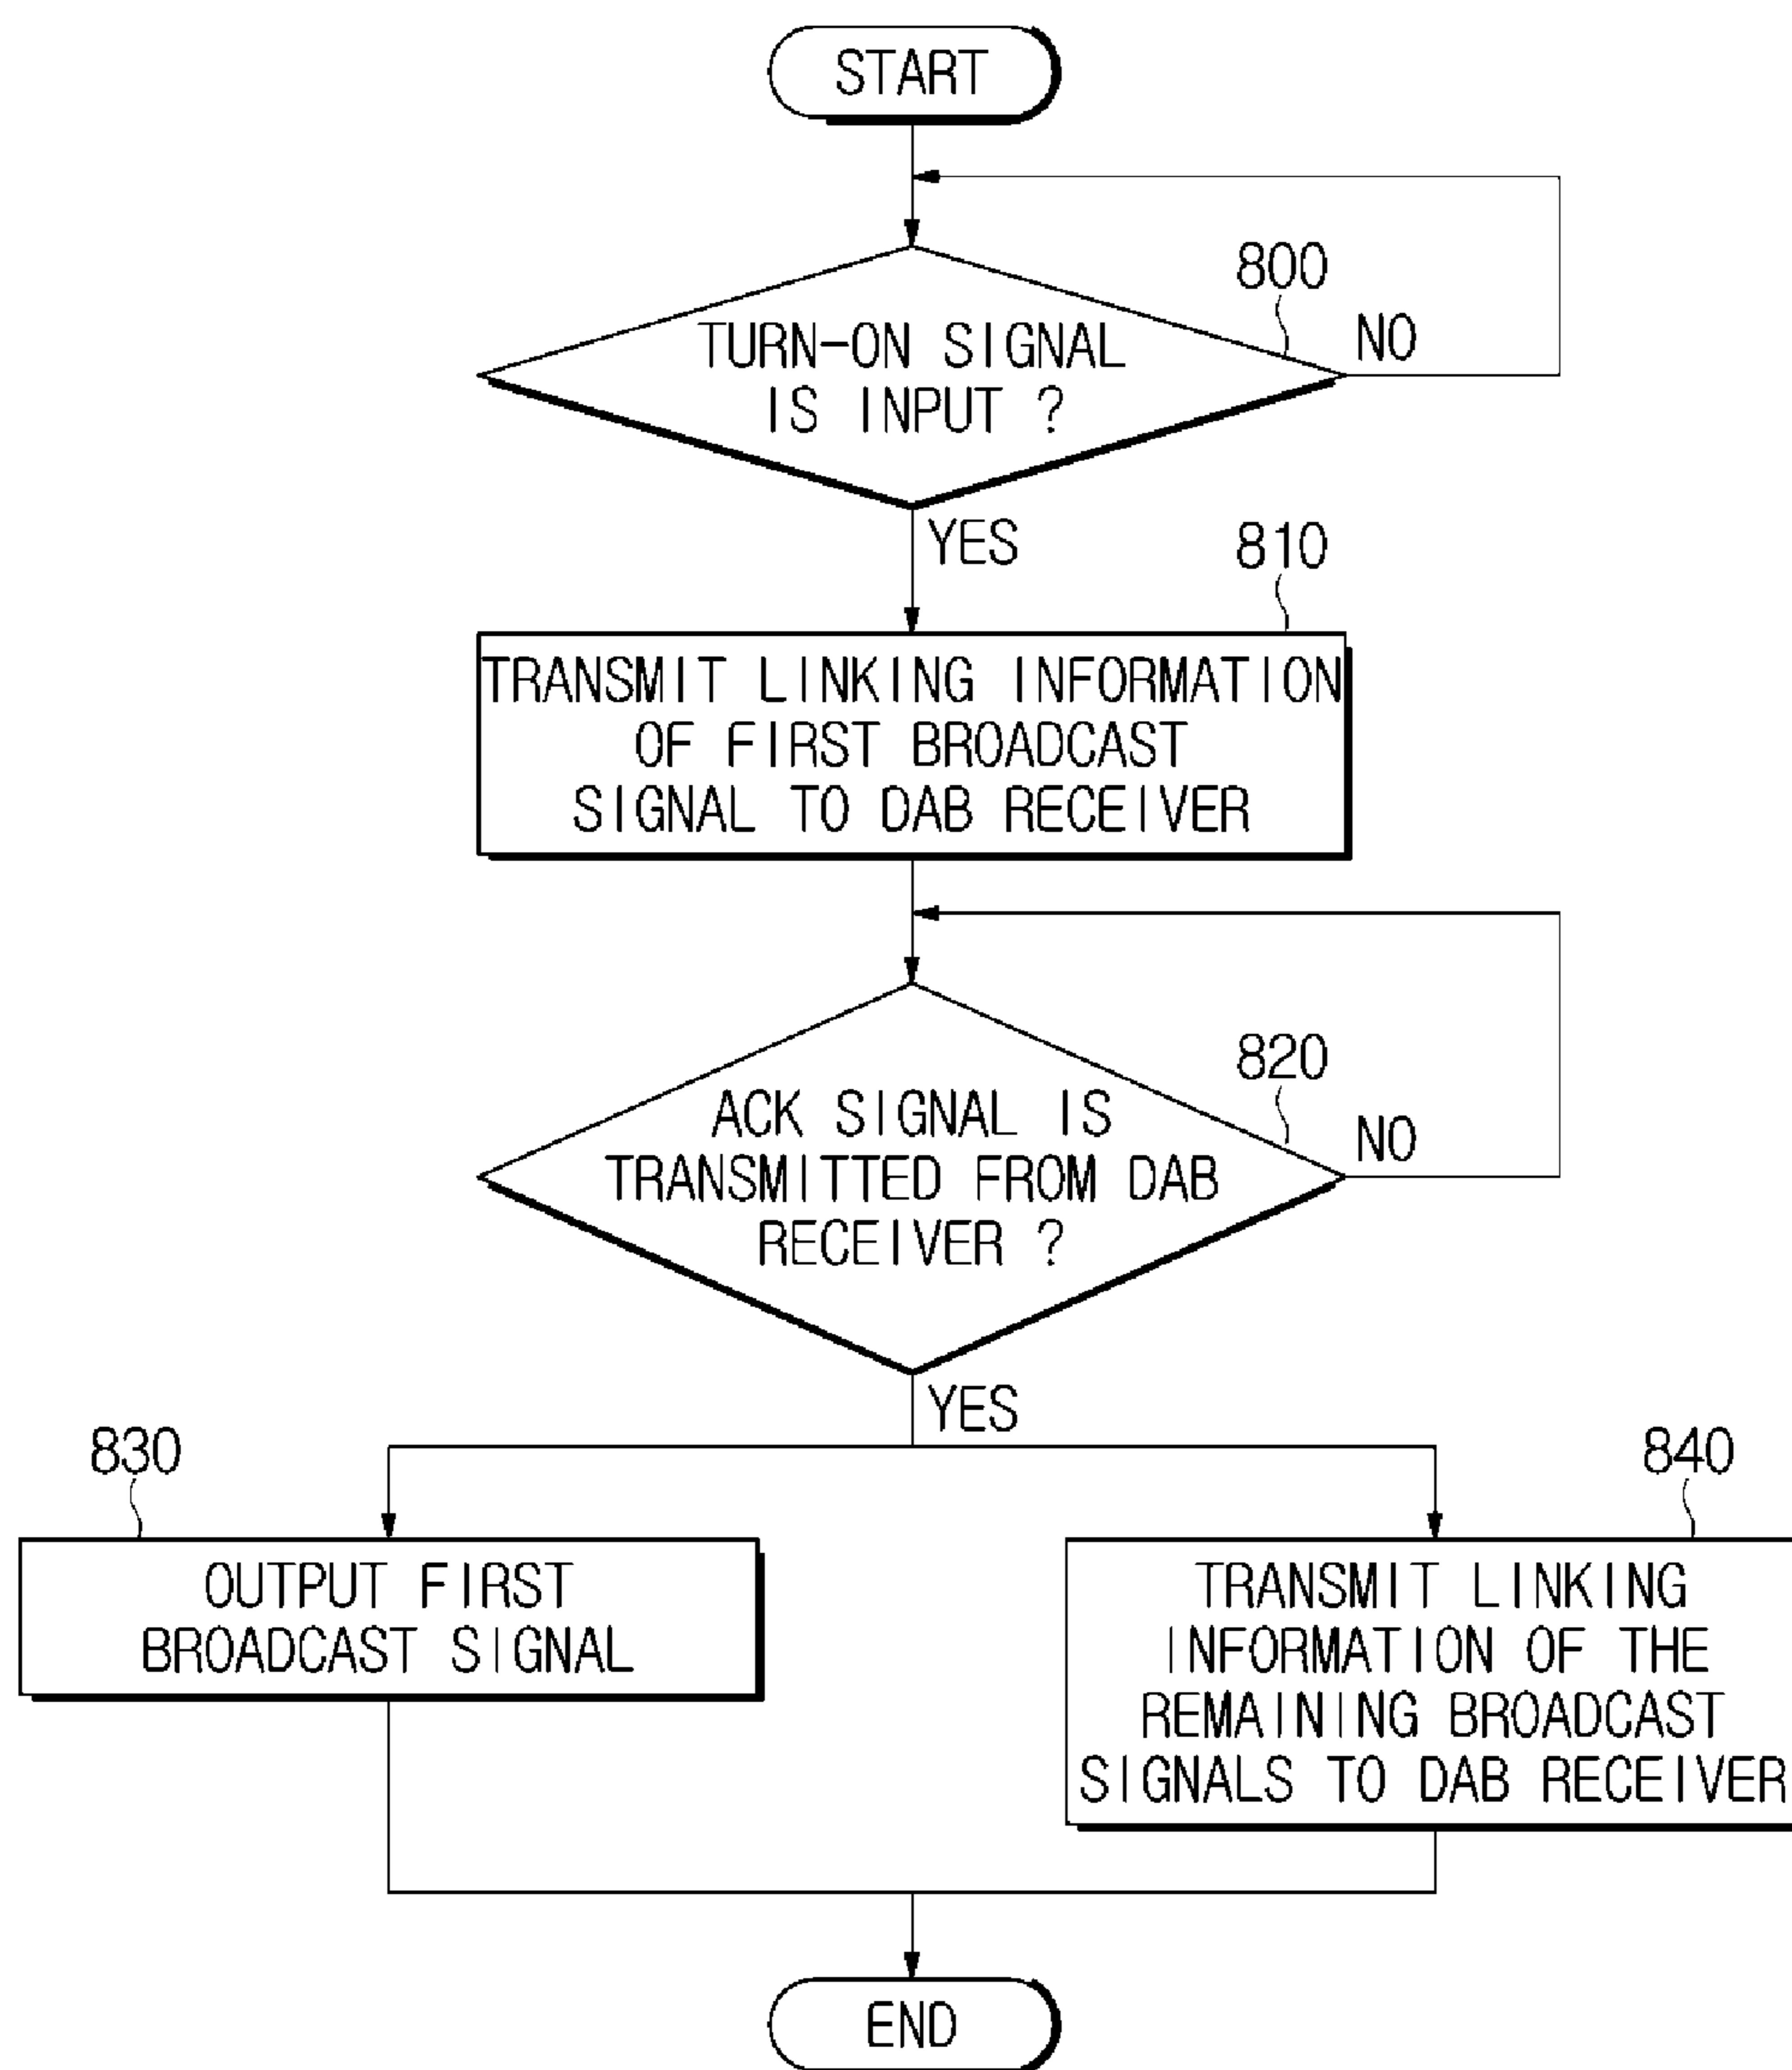 START
800
TURN-ON SIGNAL
IS INPUT ?
NO
YES
810
TRANSMIT LINKING INFORMATION
OF FIRST BROADCAST
SIGNAL TO DAB RECEIVER
820
ACK SIGNAL IS
TRANSMITTED FROM DAB
RECEIVER ?
NO
YES
830
OUTPUT FIRST
BROADCAST SIGNAL
840
TRANSMIT LINKING
INFORMATION OF THE
REMAINING BROADCAST
SIGNALS TO DAB RECEIVER
END